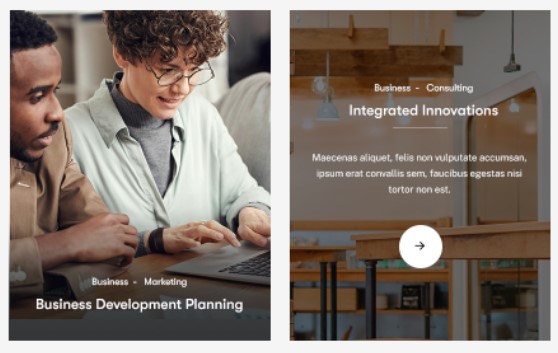 Business - Marketing
Business Development Planning
Business - Consulting
Integrated Innovations
Maecenas aliquet, felis non vulputate accumsan,
ipsum erat convallis sem, faucibus egestas nisi
tortor non est.